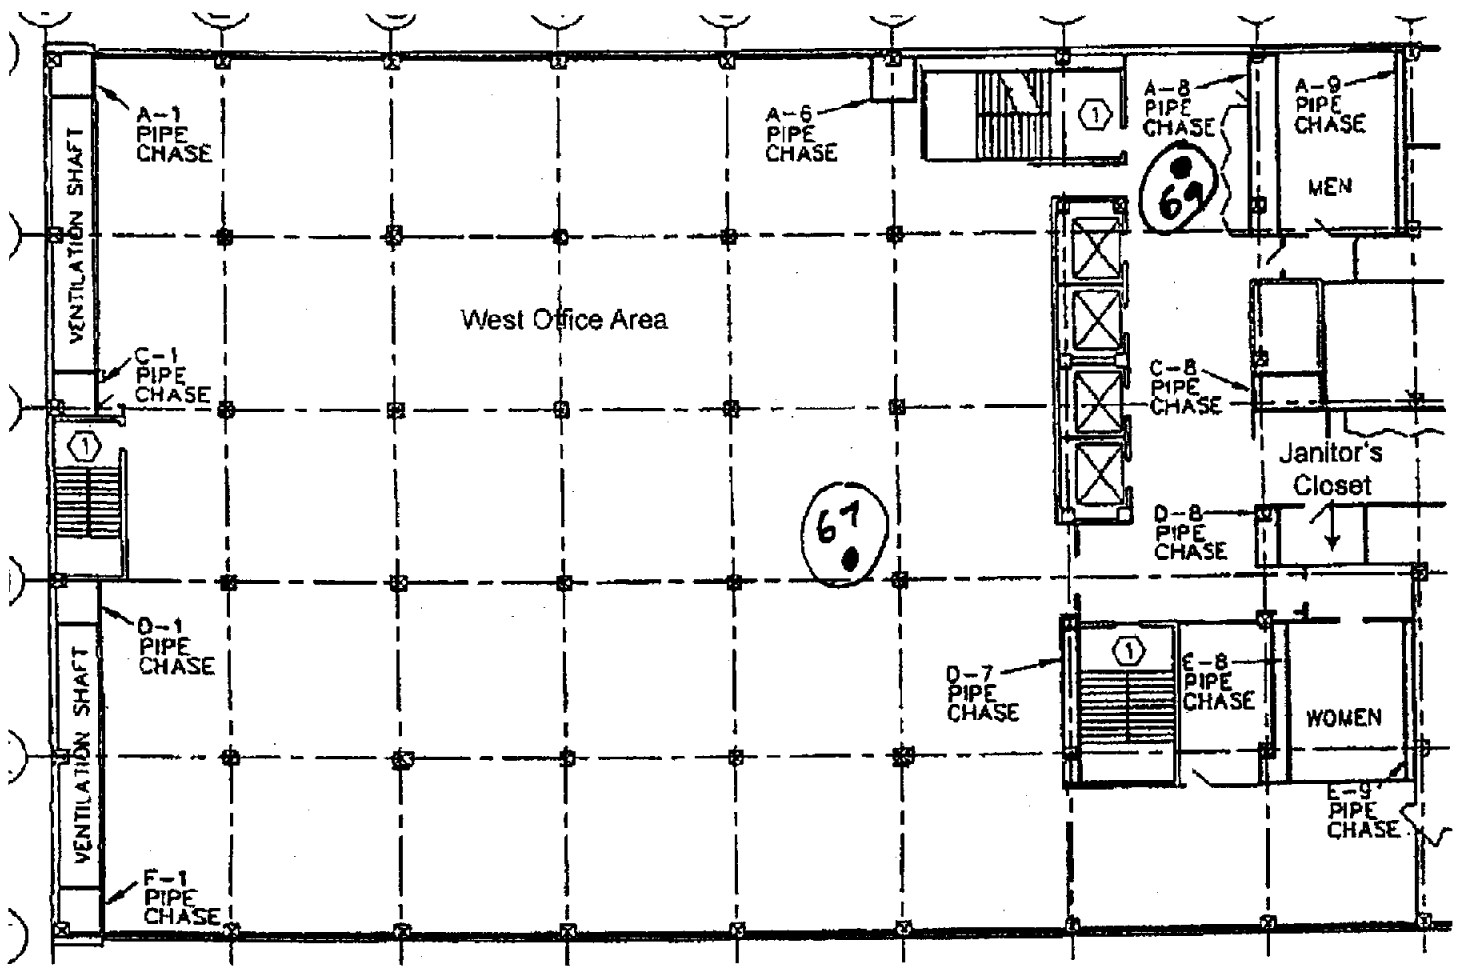 A-1
PIPE
CHASE
A-6
PIPE
CHASE
1
A-8
PIPE
CHASE
A-9
PIPE
CHASE
VENTILATION SHAFT
69
MEN
West Office Area
C-1
PIPE
CHASE
C-8
PIPE
CHASE
1
Janitor's
Closet
67
D-8
PIPE
CHASE
D-1
PIPE
CHASE
VENTILATION SHAFT
D-7
PIPE
CHASE
1
E-8
PIPE
CHASE
WOMEN
E-9
PIPE
CHASE
F-1
PIPE
CHASE